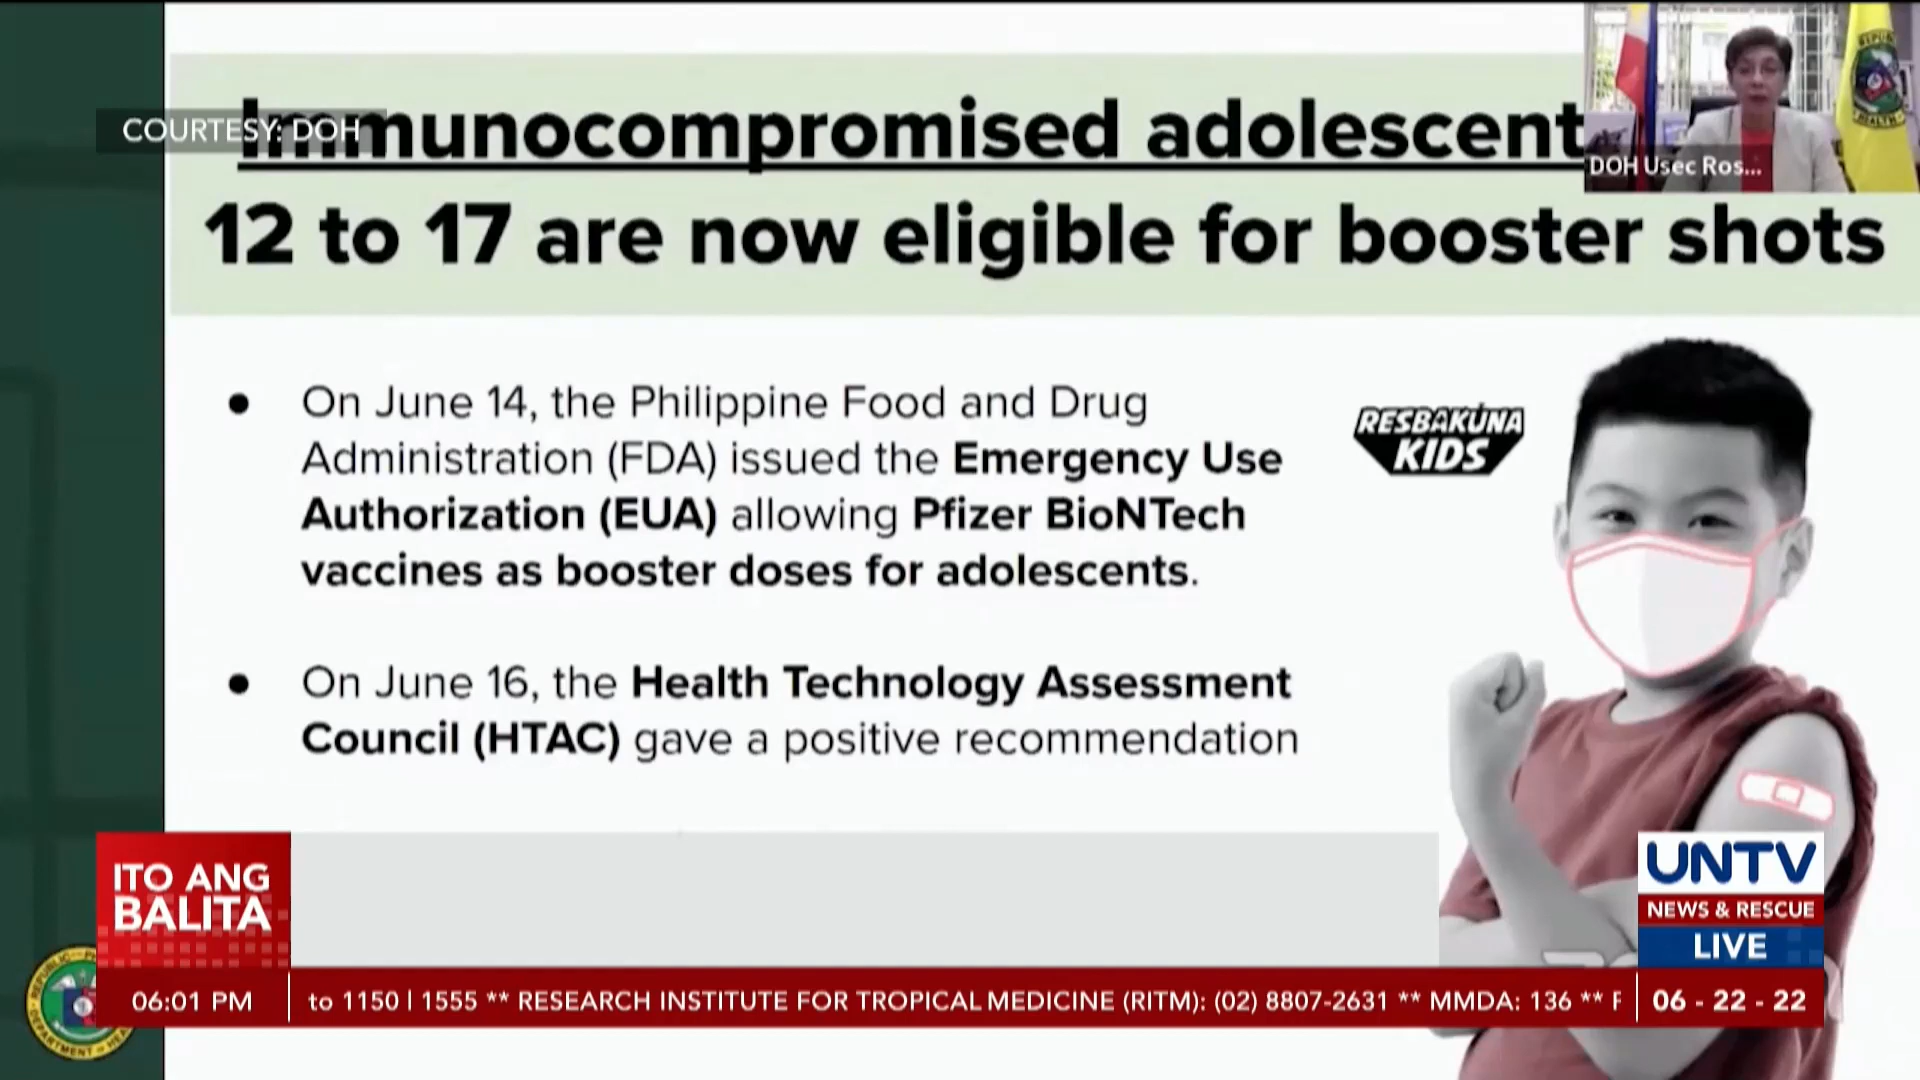 COURTESY: DOH
Immunocompromised adolescent
12 to 17 are now eligible for booster shots
DOH Usec Ros...
HEALTH
● On June 14, the Philippine Food and Drug
Administration (FDA) issued the Emergency Use
Authorization (EUA) allowing Pfizer BioNTech
vaccines as booster doses for adolescents.
● On June 16, the Health Technology Assessment
Council (HTAC) gave a positive recommendation
RESBAKUNA
KIDS
ITO ANG
BALITA
UNTV
NEWS & RESCUE
LIVE
06:01 PM
to 1150 | 1555 ** RESEARCH INSTITUTE FOR TROPICAL MEDICINE (RITM): (02) 8807-2631 ** MMDA: 136 ** F
06 - 22 - 22